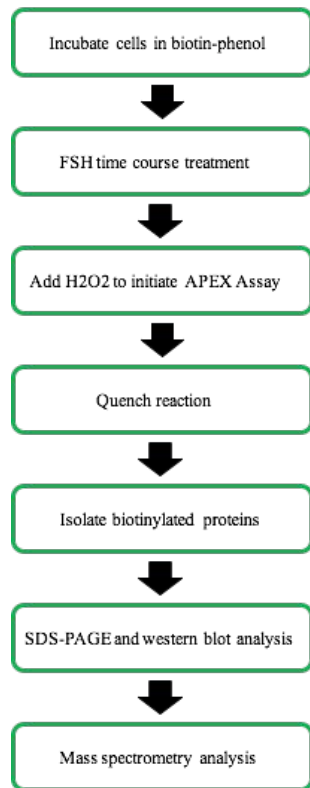 Incubate cells in biotin-phenol
FSH time course treatment
Add H2O2 to initiate APEX Assay
Quench reaction
Isolate biotinylated proteins
SDS-PAGE and western blot analysis
Mass spectrometry analysis